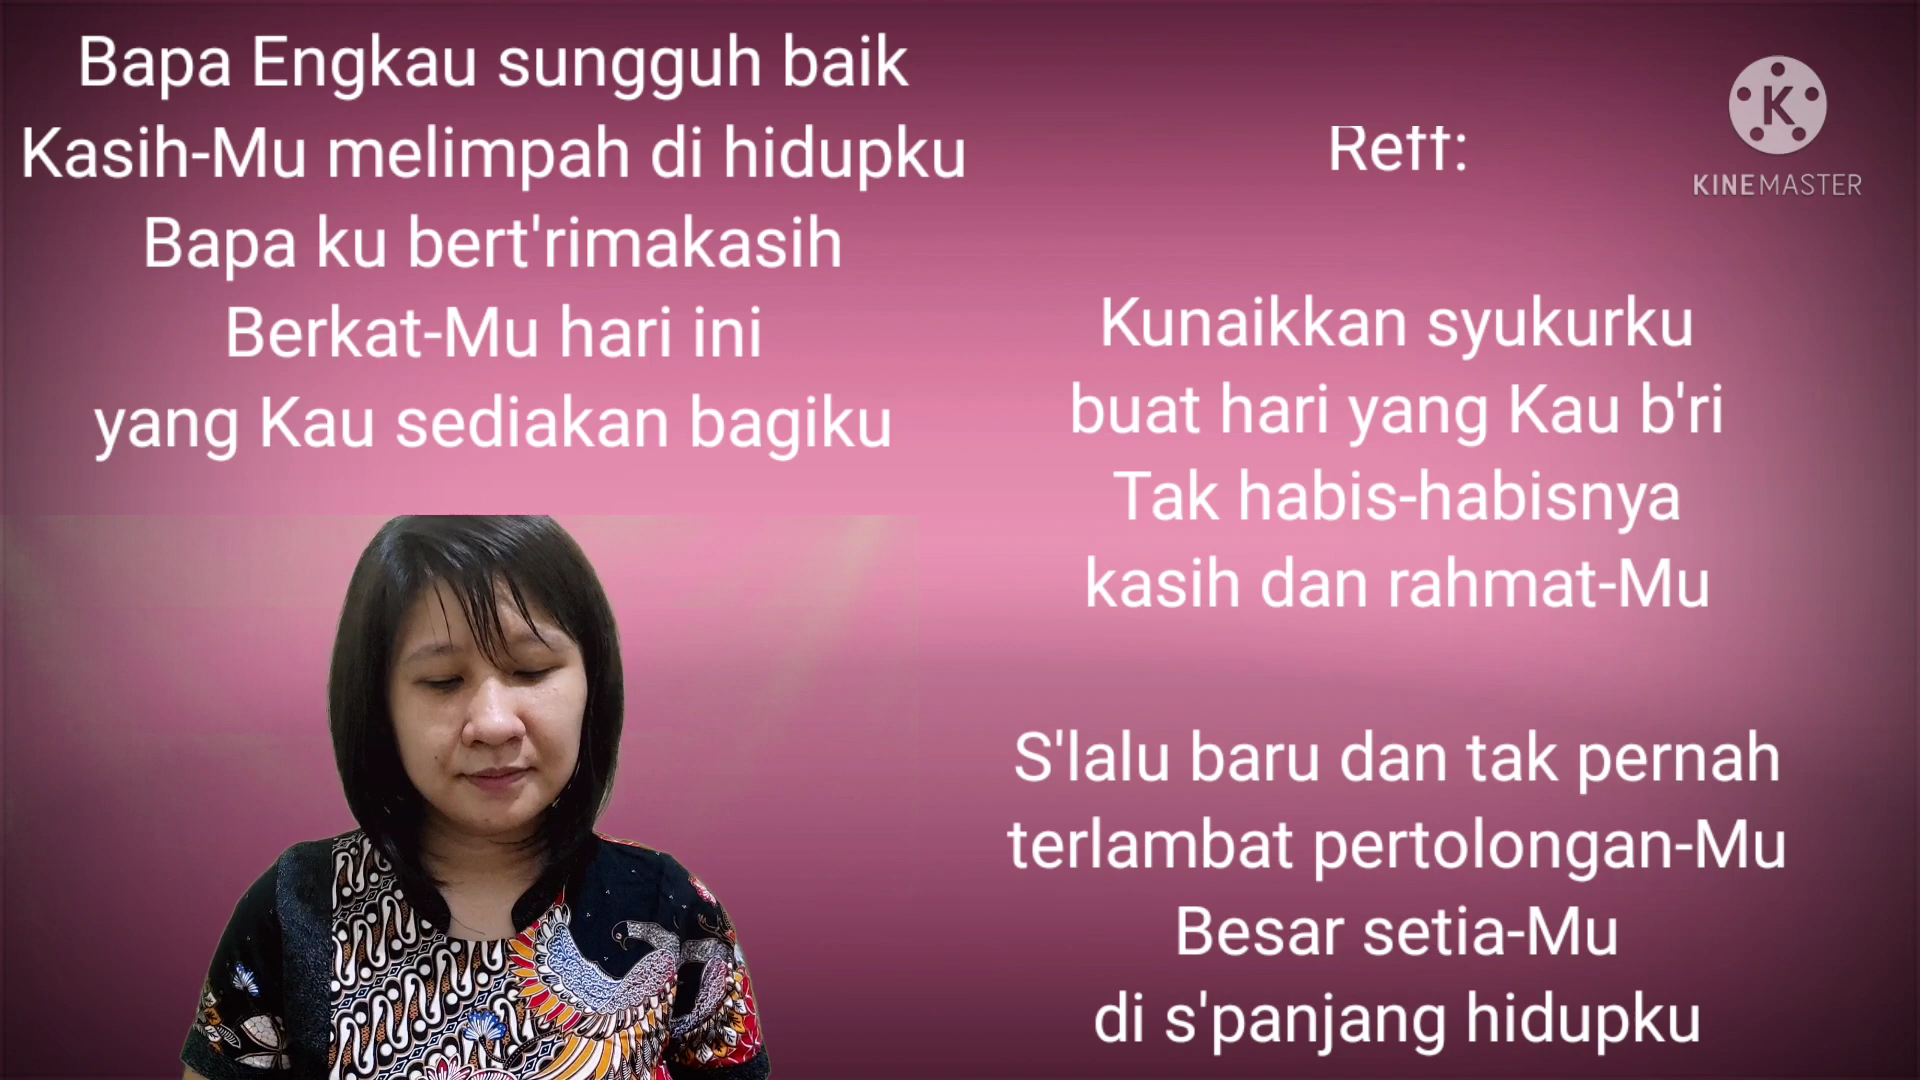 Bapa Engkau sungguh baik
Kasih-Mu melimpah di hidupku
Bapa ku bert'rimakasih
Berkat-Mu hari ini
yang Kau sediakan bagiku
Reff:
Kunaikkan syukurku
buat hari yang Kau b'ri
Tak habis-habisnya
kasih dan rahmat-Mu
S'lalu baru dan tak pernah
terlambat pertolongan-Mu
Besar setia-Mu
di s'panjang hidupku
K
KINEMASTER